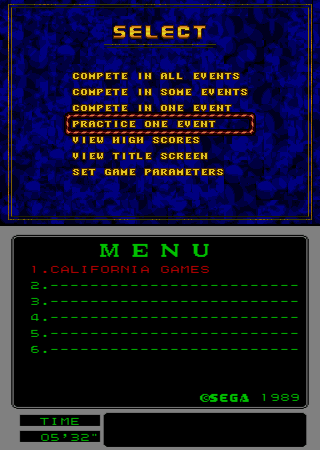 SELECT
COMPETE IN ALL EVENTS
COMPETE IN SOME EVENTS
COMPETE IN ONE EVENT
PRACTICE ONE EVENT
VIEW HIGH SCORES
VIEW TITLE SCREEN
SET GAME PARAMETERS
MENU
1.CALIFORNIA GAMES
2.--------------------------
3.--------------------------
4.--------------------------
5.--------------------------
6.--------------------------
©SEGA 1989
TIME
05'32"